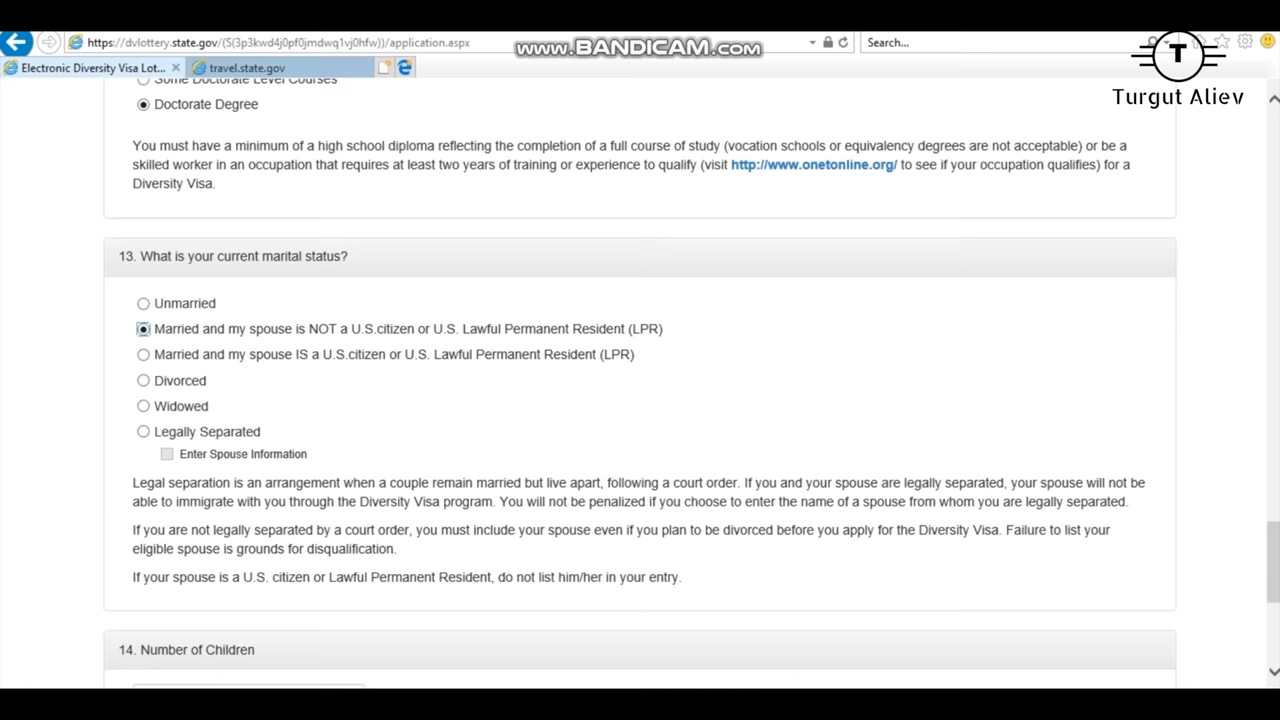 https://dvlottery.state.gov/(S(3p3kwd4j0pf0jmdwq1vj0hfw))/application.aspx
www.BANDICAM.com
Search...
Electronic Diversity Visa Lot...
travel.state.gov
T
Turgut Aliev
Some Doctorate Level Courses
Doctorate Degree
You must have a minimum of a high school diploma reflecting the completion of a full course of study (vocation schools or equivalency degrees are not acceptable) or be a
skilled worker in an occupation that requires at least two years of training or experience to qualify (visit http://www.onetonline.org/ to see if your occupation qualifies) for a
Diversity Visa.
13. What is your current marital status?
Unmarried
Married and my spouse is NOT a U.S.citizen or U.S. Lawful Permanent Resident (LPR)
Married and my spouse IS a U.S.citizen or U.S. Lawful Permanent Resident (LPR)
Divorced
Widowed
Legally Separated
Enter Spouse Information
Legal separation is an arrangement when a couple remain married but live apart, following a court order. If you and your spouse are legally separated, your spouse will not be
able to immigrate with you through the Diversity Visa program. You will not be penalized if you choose to enter the name of a spouse from whom you are legally separated.
If you are not legally separated by a court order, you must include your spouse even if you plan to be divorced before you apply for the Diversity Visa. Failure to list your
eligible spouse is grounds for disqualification.
If your spouse is a U.S. citizen or Lawful Permanent Resident, do not list him/her in your entry.
14. Number of Children